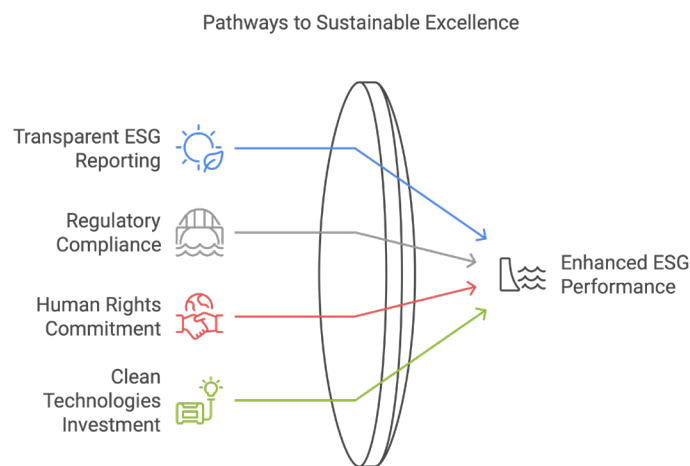 Pathways to Sustainable Excellence
Transparent ESG
Reporting
Regulatory
Compliance
Human Rights
Commitment
Clean
Technologies
Investment
Enhanced ESG
Performance